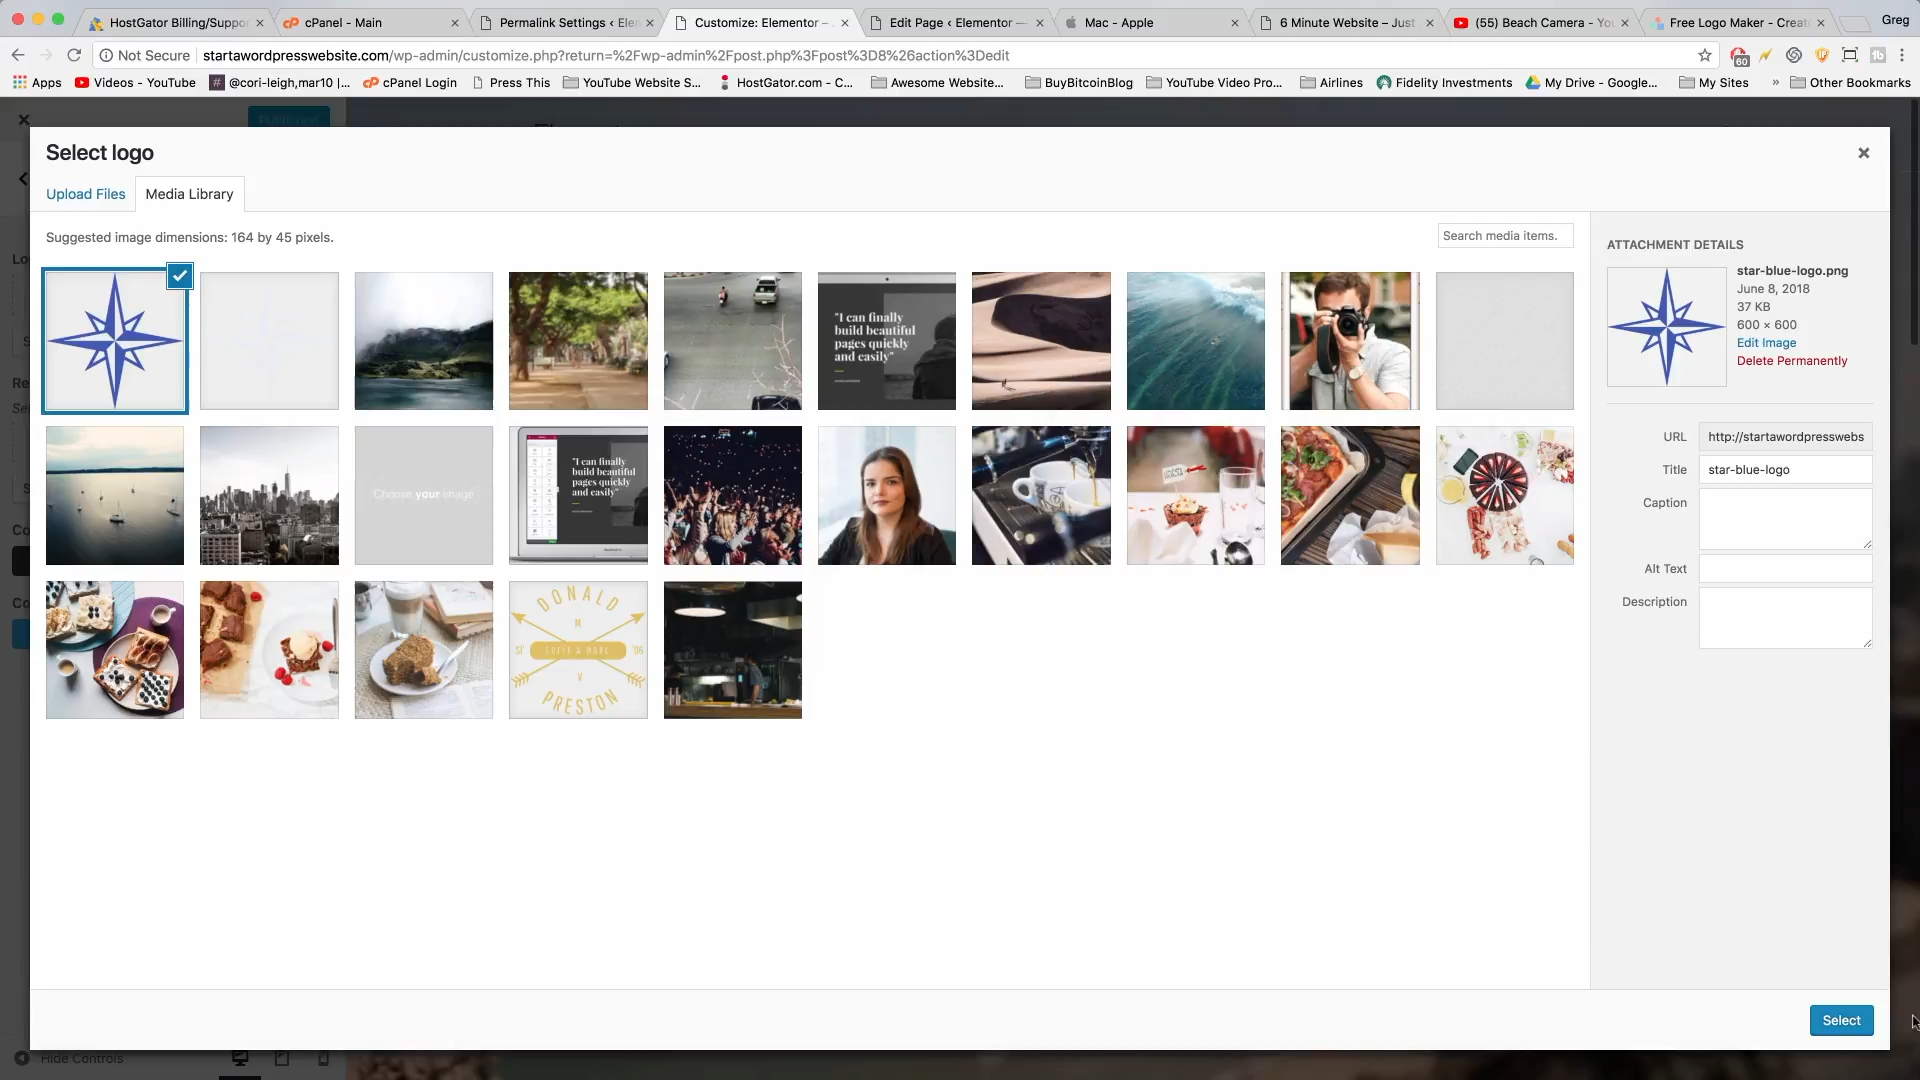 HostGator Billing/Suppor
cPanel - Main
Permalink Settings ‹ Elem
Customize: Elementor –
Edit Page ‹ Elementor —
Mac - Apple
6 Minute Website – Just
(55) Beach Camera - You
Free Logo Maker - Create
Greg
Not Secure
startawordpresswebsite.com/wp-admin/customize.php?return=%2Fwp-admin%2Fpost.php%3Fpost%3D8%26action%3Dedit
60
Apps
Videos - YouTube
@cori-leigh,mar10 |...
cPanel Login
Press This
YouTube Website S...
HostGator.com - C...
Awesome Website...
BuyBitcoinBlog
YouTube Video Pro...
Airlines
Fidelity Investments
My Drive - Google...
My Sites
»
Other Bookmarks
Select logo
Upload Files
Media Library
Suggested image dimensions: 164 by 45 pixels.
Search media items.
"I can finally
build beautiful
pages quickly
and easily"
Choose your image
"I can finally
build beautiful
pages quickly
and easily"
DONALD
M
'06
V
PRESTON
ATTACHMENT DETAILS
star-blue-logo.png
June 8, 2018
37 KB
600 × 600
Edit Image
Delete Permanently
URL
http://startawordpresswebs
Title
star-blue-logo
Caption
Alt Text
Description
Select
Hide Controls